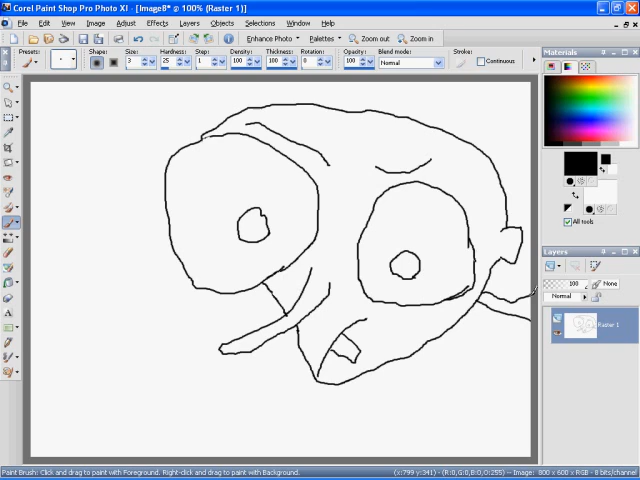 Corel Paint Shop Pro Photo XI - [Image8* @ 100% (Raster 1)]
File Edit View Image Adjust Effects Layers Objects Selections Window Help
Enhance Photo Palettes Zoom out Zoom in
Presets: Shape: Size: Hardness: Step: Density: Thickness: Rotation: Opacity: Blend mode: Stroke:
3 25 1 100 100 0 100 Normal Continuous
Materials
All tools
Layers
100 None
Normal
Raster 1
Paint Brush: Click and drag to paint with Foreground. Right-click and drag to paint with Background. (x:799 y:341) - (R:0,G:0,B:0,O:255) -- Image: 800 x 600 x RGB - 8 bits/channel